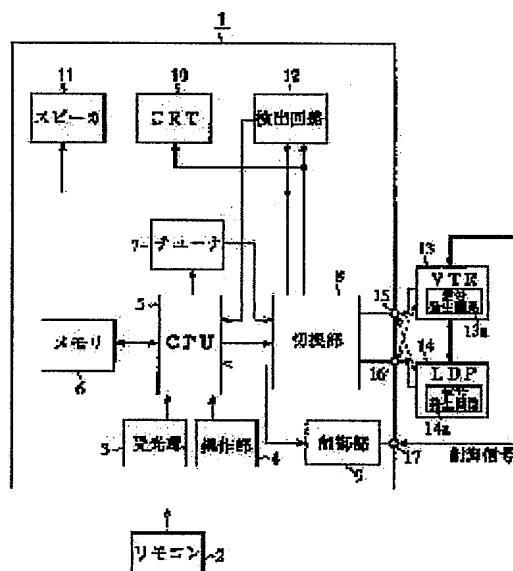 1
11
10
12
スピーカ
CRT
検出回路
7
チューナ
5
8
13
VTR
15
13a
メモリ
CPU
切換部
14
6
16
LDP
14a
3
受光部
操作部
4
制御部
9
17
制御信号
リモコン
2